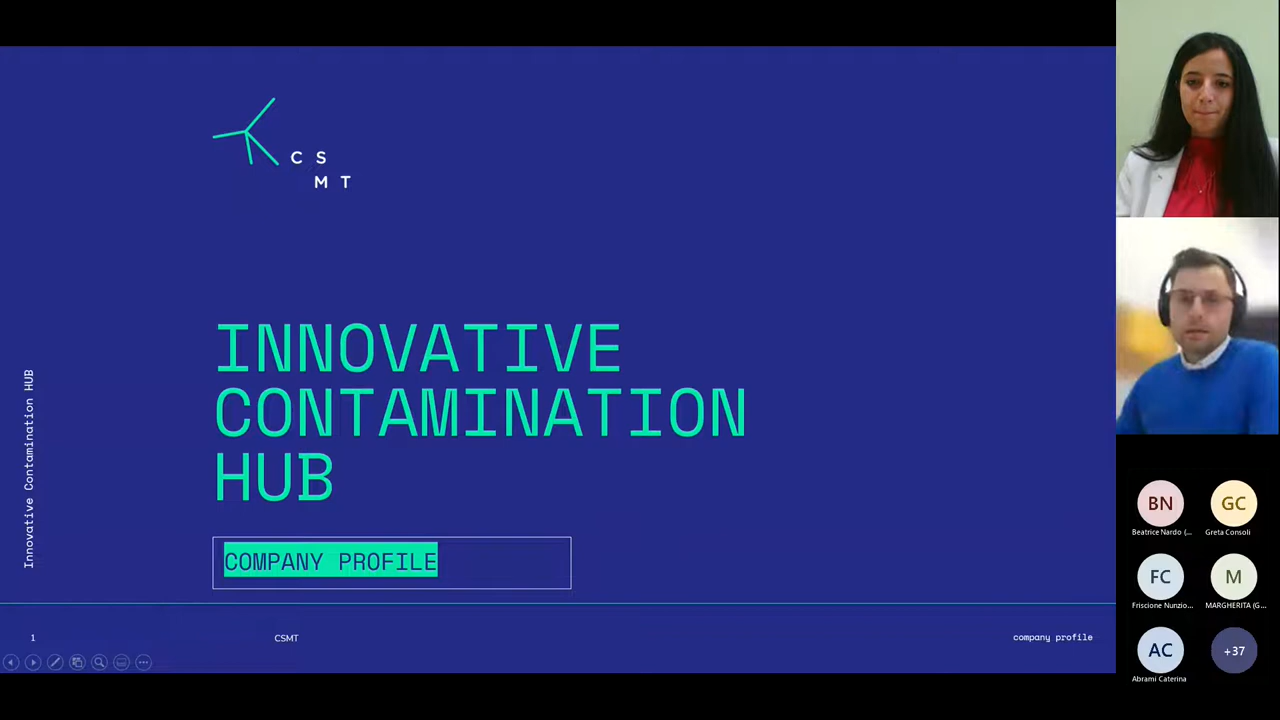 C S
M T
INNOVATIVE
CONTAMINATION
HUB
COMPANY PROFILE
Innovative Contamination HUB
1
CSMT
company profile
BN
GC
Beatrice Nardo (...
Greta Consoli
FC
M
Friscione Nunzio...
MARGHERITA (G...
AC
+37
Abrami Caterina